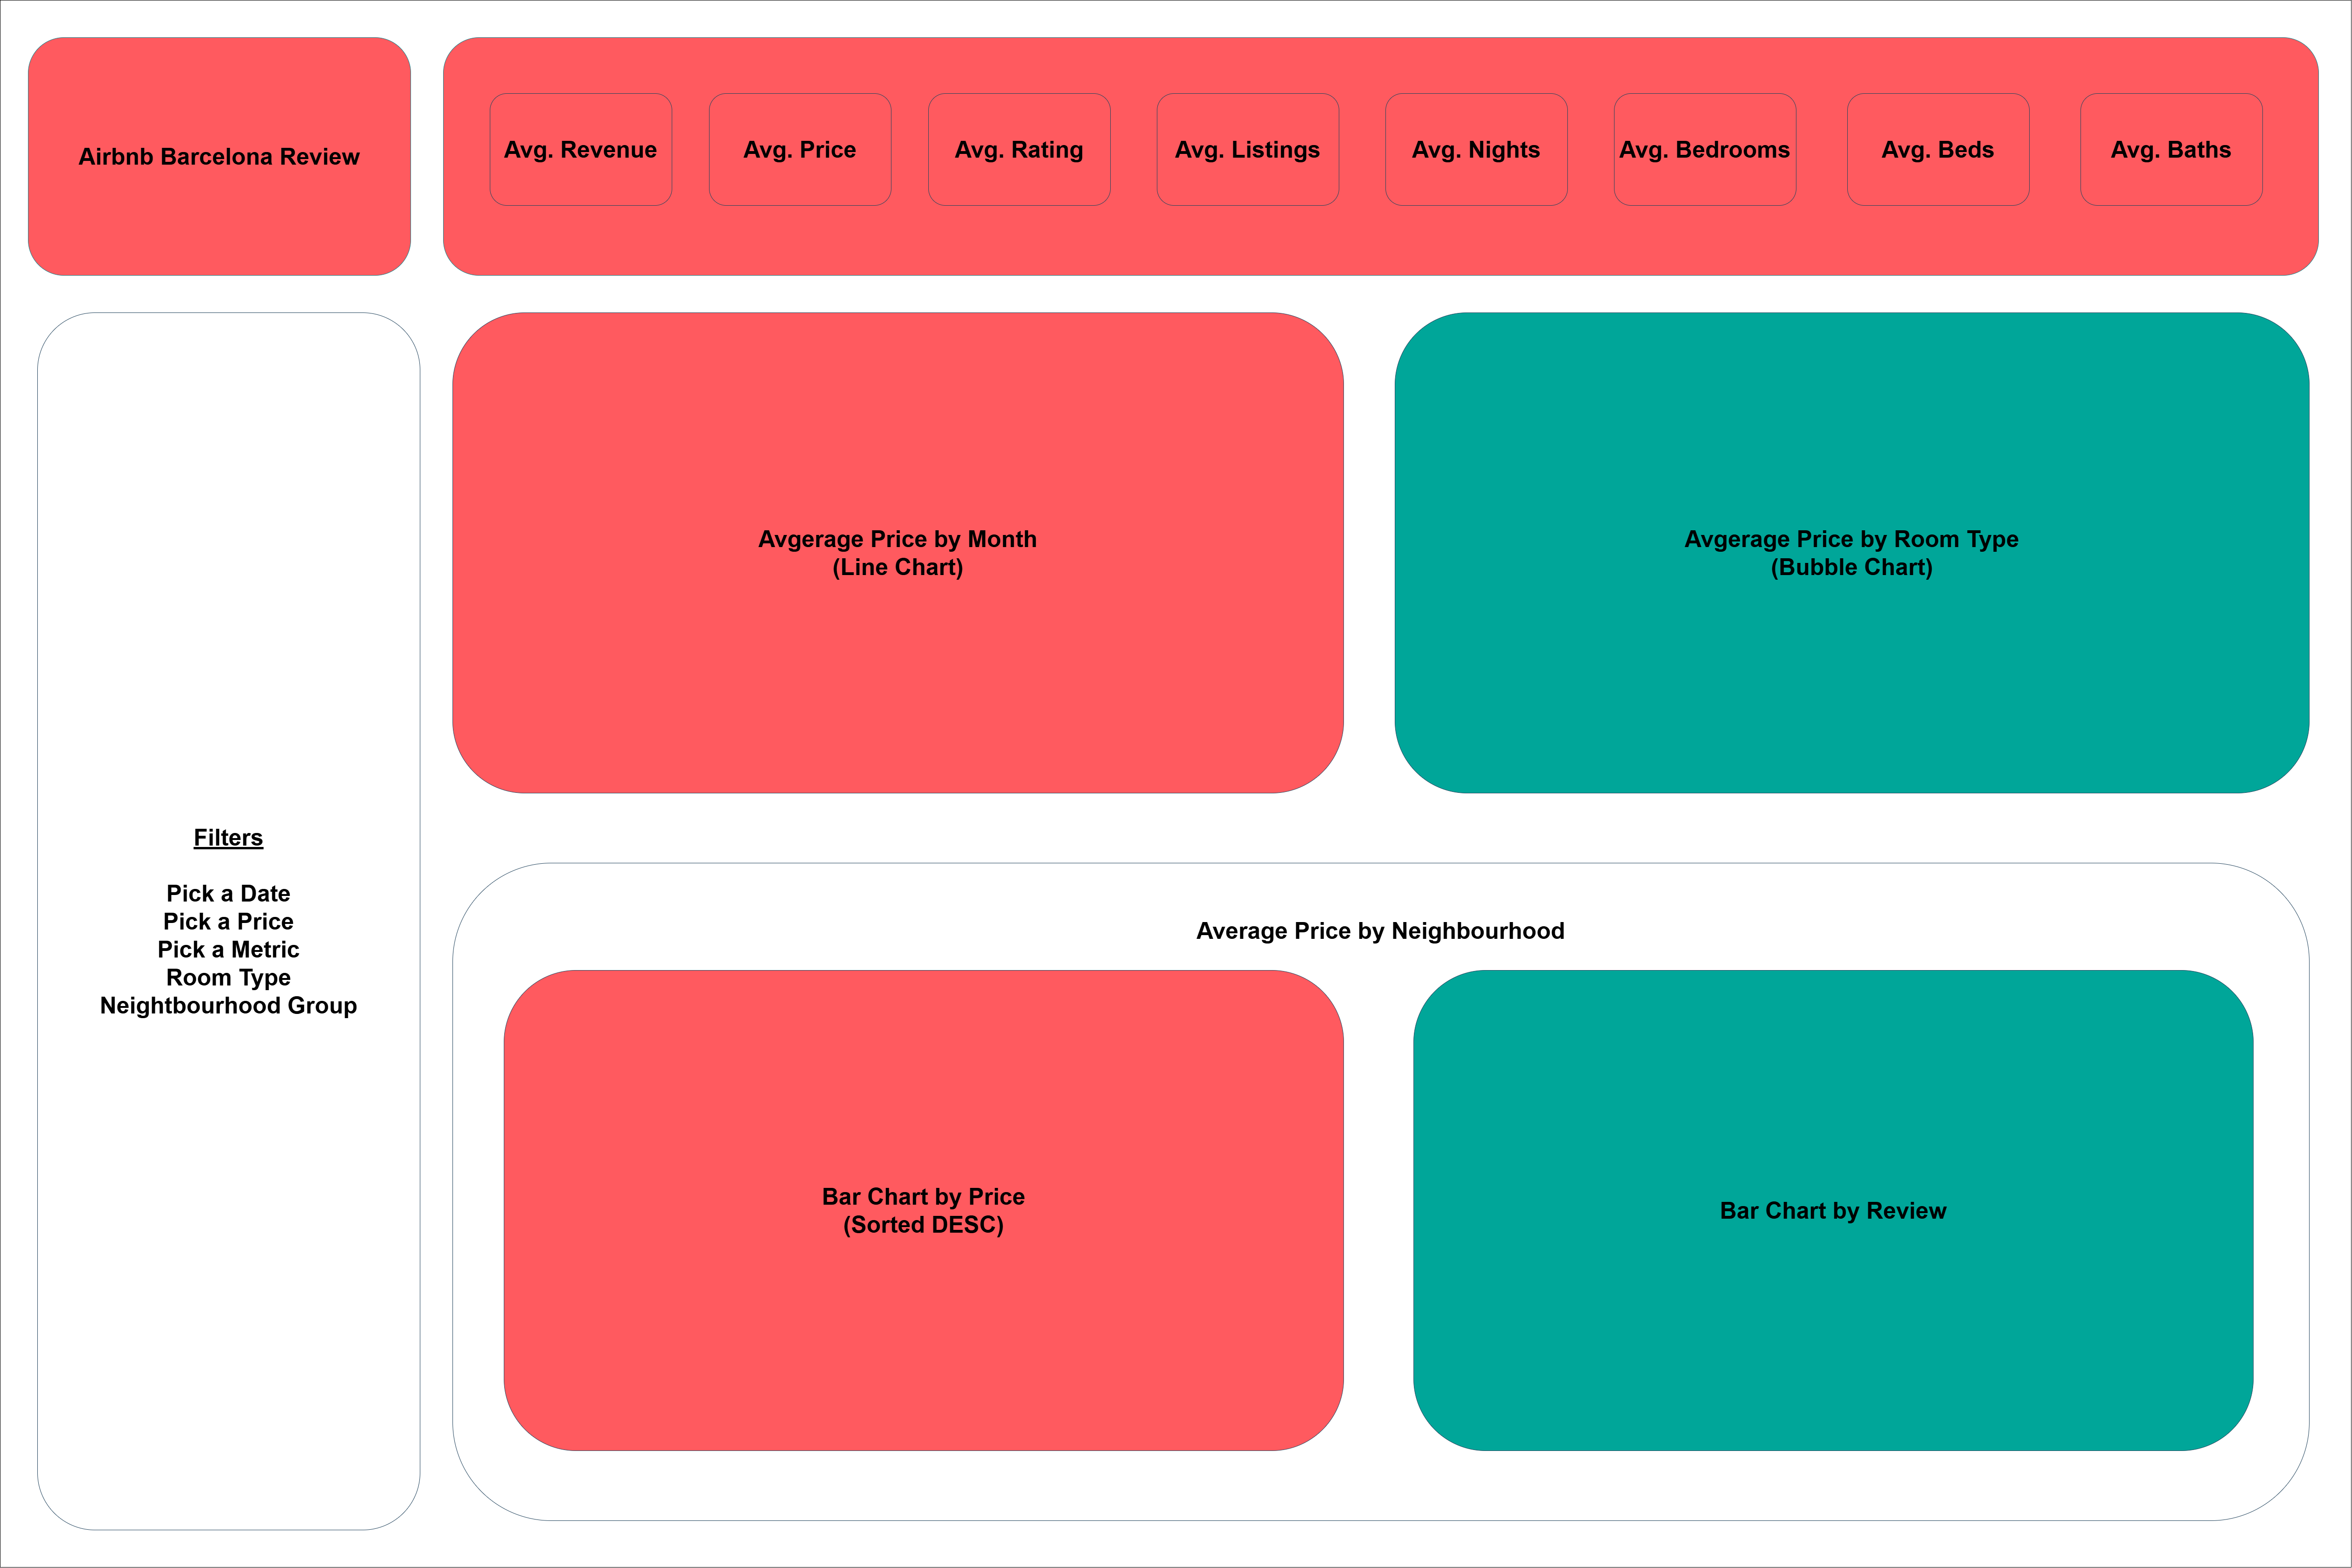 Airbnb Barcelona Review
Avg. Revenue
Avg. Price
Avg. Rating
Avg. Listings
Avg. Nights
Avg. Bedrooms
Avg. Beds
Avg. Baths
Filters
Pick a Date
Pick a Price
Pick a Metric
Room Type
Neightbourhood Group
Avgerage Price by Month
(Line Chart)
Avgerage Price by Room Type
(Bubble Chart)
Average Price by Neighbourhood
Bar Chart by Price
(Sorted DESC)
Bar Chart by Review